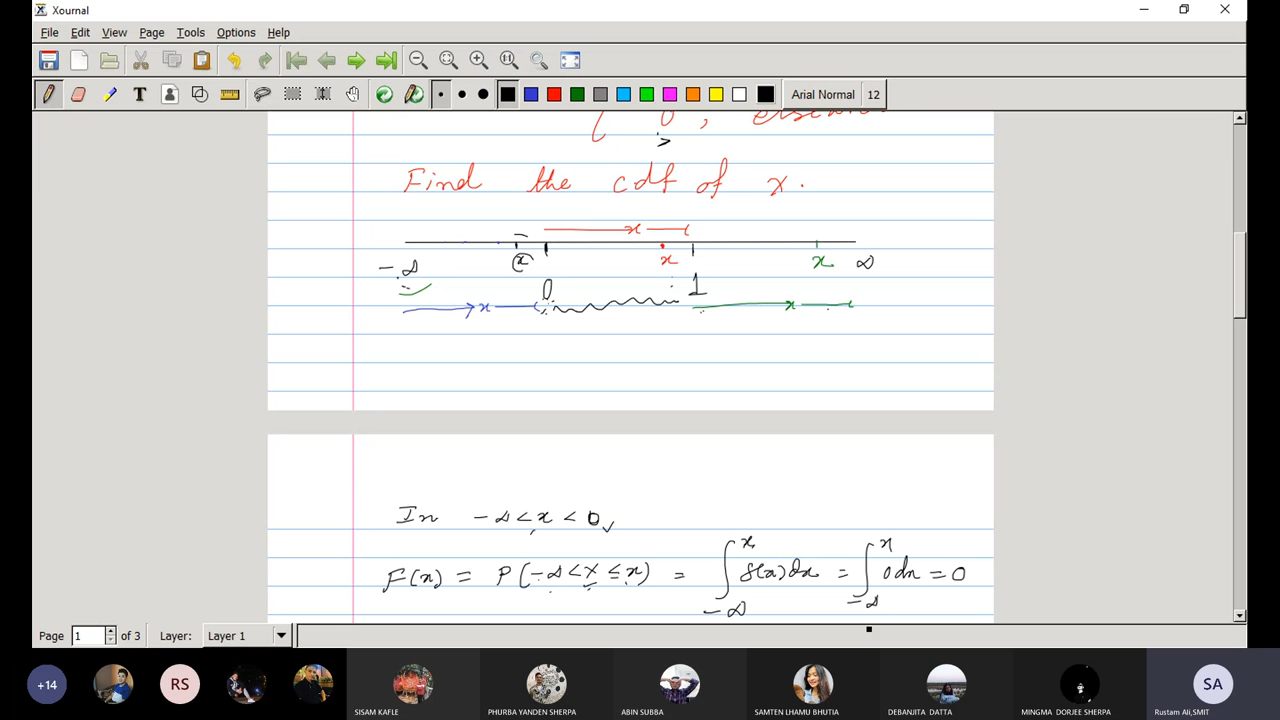 Xournal
File Edit View Page Tools Options Help
Arial Normal 12
0,
Find the cdf of x.
x
-∞ x x x ∞
0 1
x x
In -∞ < x < 0
F(x) = P(-∞ < X ≤ x) = ∫_{-∞}^{x} f(x)dx = ∫_{-∞}^{x} 0dx = 0
Page 1 of 3 Layer: Layer 1
+14 RS SA
SISAM KAFLE PHURBA YANDEN SHERPA ABIN SUBBA SAMTEN LHAMU BHUTIA DEBANJITA DATTA MINGMA DORJEE SHERPA Rustam Ali,SMIT